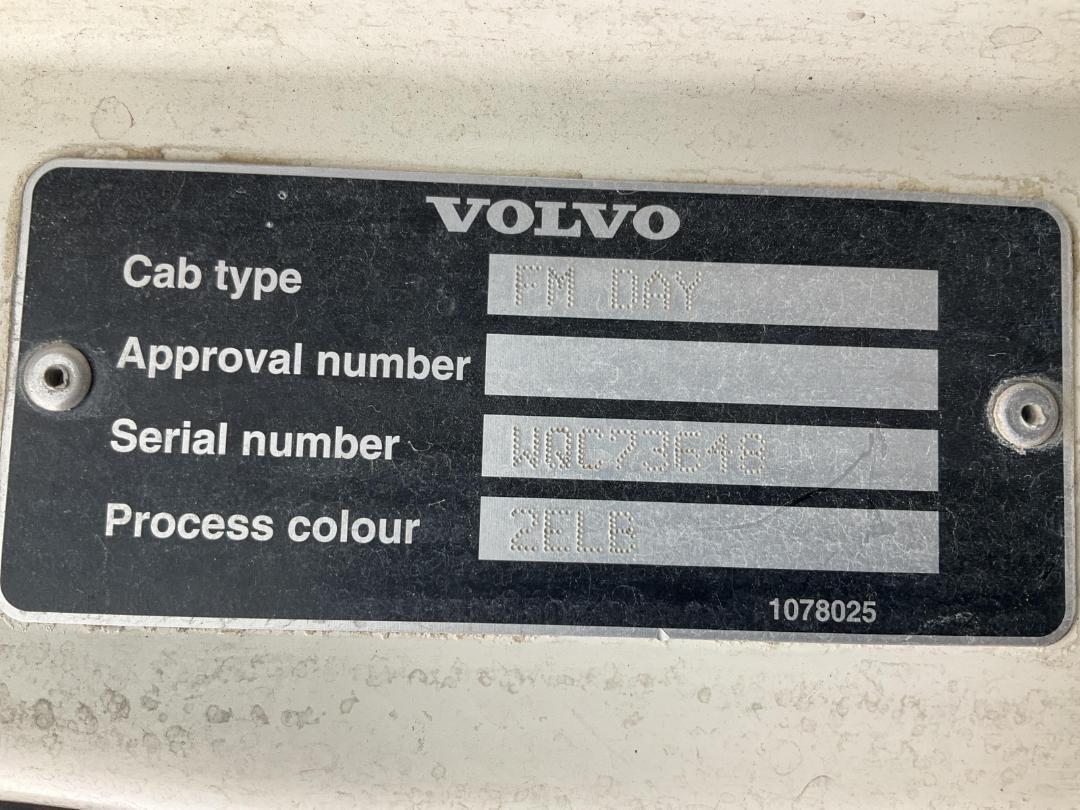 VOLVO
Cab type FM DAY
Approval number
Serial number WQC73648
Process colour 2ELB
1078025